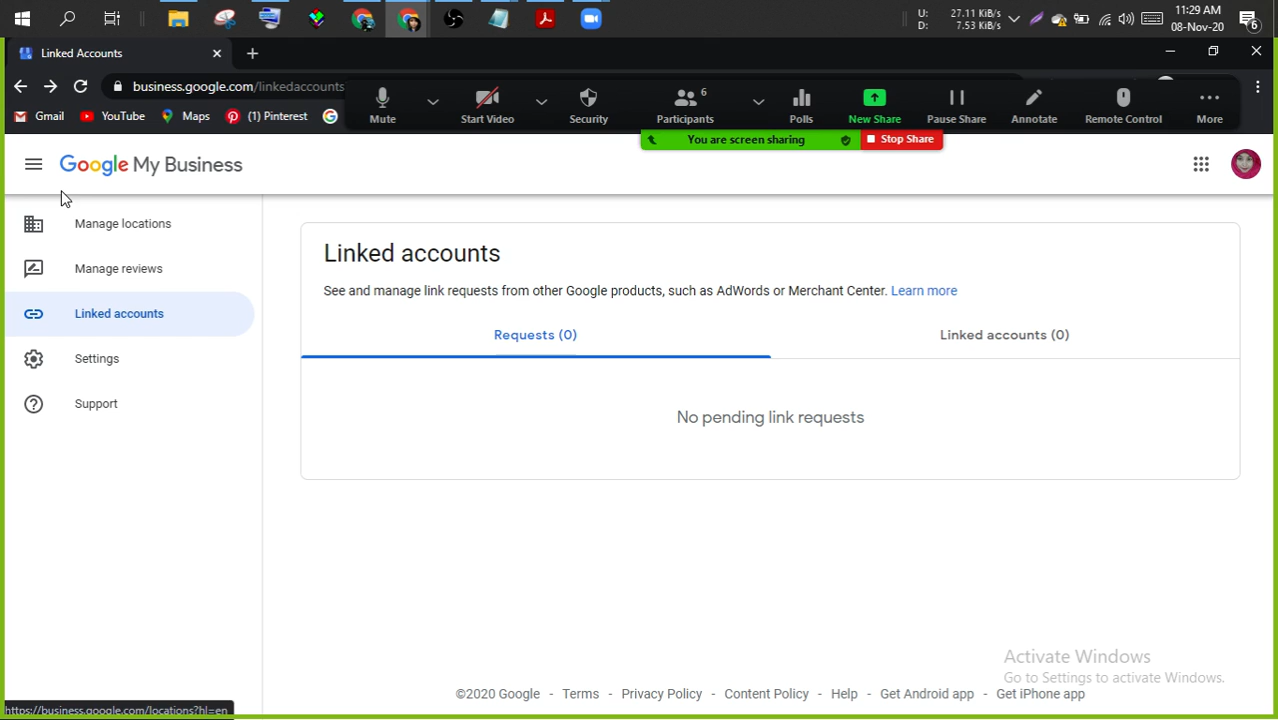 U: 27.11 KiB/s
D: 7.53 KiB/s
11:29 AM
08-Nov-20
6
Linked Accounts
business.google.com/linkedaccounts
Gmail YouTube Maps (1) Pinterest
Mute Start Video Security Participants 6 Polls New Share Pause Share Annotate Remote Control More
You are screen sharing Stop Share
Google My Business
Manage locations
Manage reviews
Linked accounts
Settings
Support
Linked accounts
See and manage link requests from other Google products, such as AdWords or Merchant Center. Learn more
Requests (0) Linked accounts (0)
No pending link requests
Activate Windows
Go to Settings to activate Windows.
©2020 Google - Terms - Privacy Policy - Content Policy - Help - Get Android app - Get iPhone app
https://business.google.com/locations?hl=en